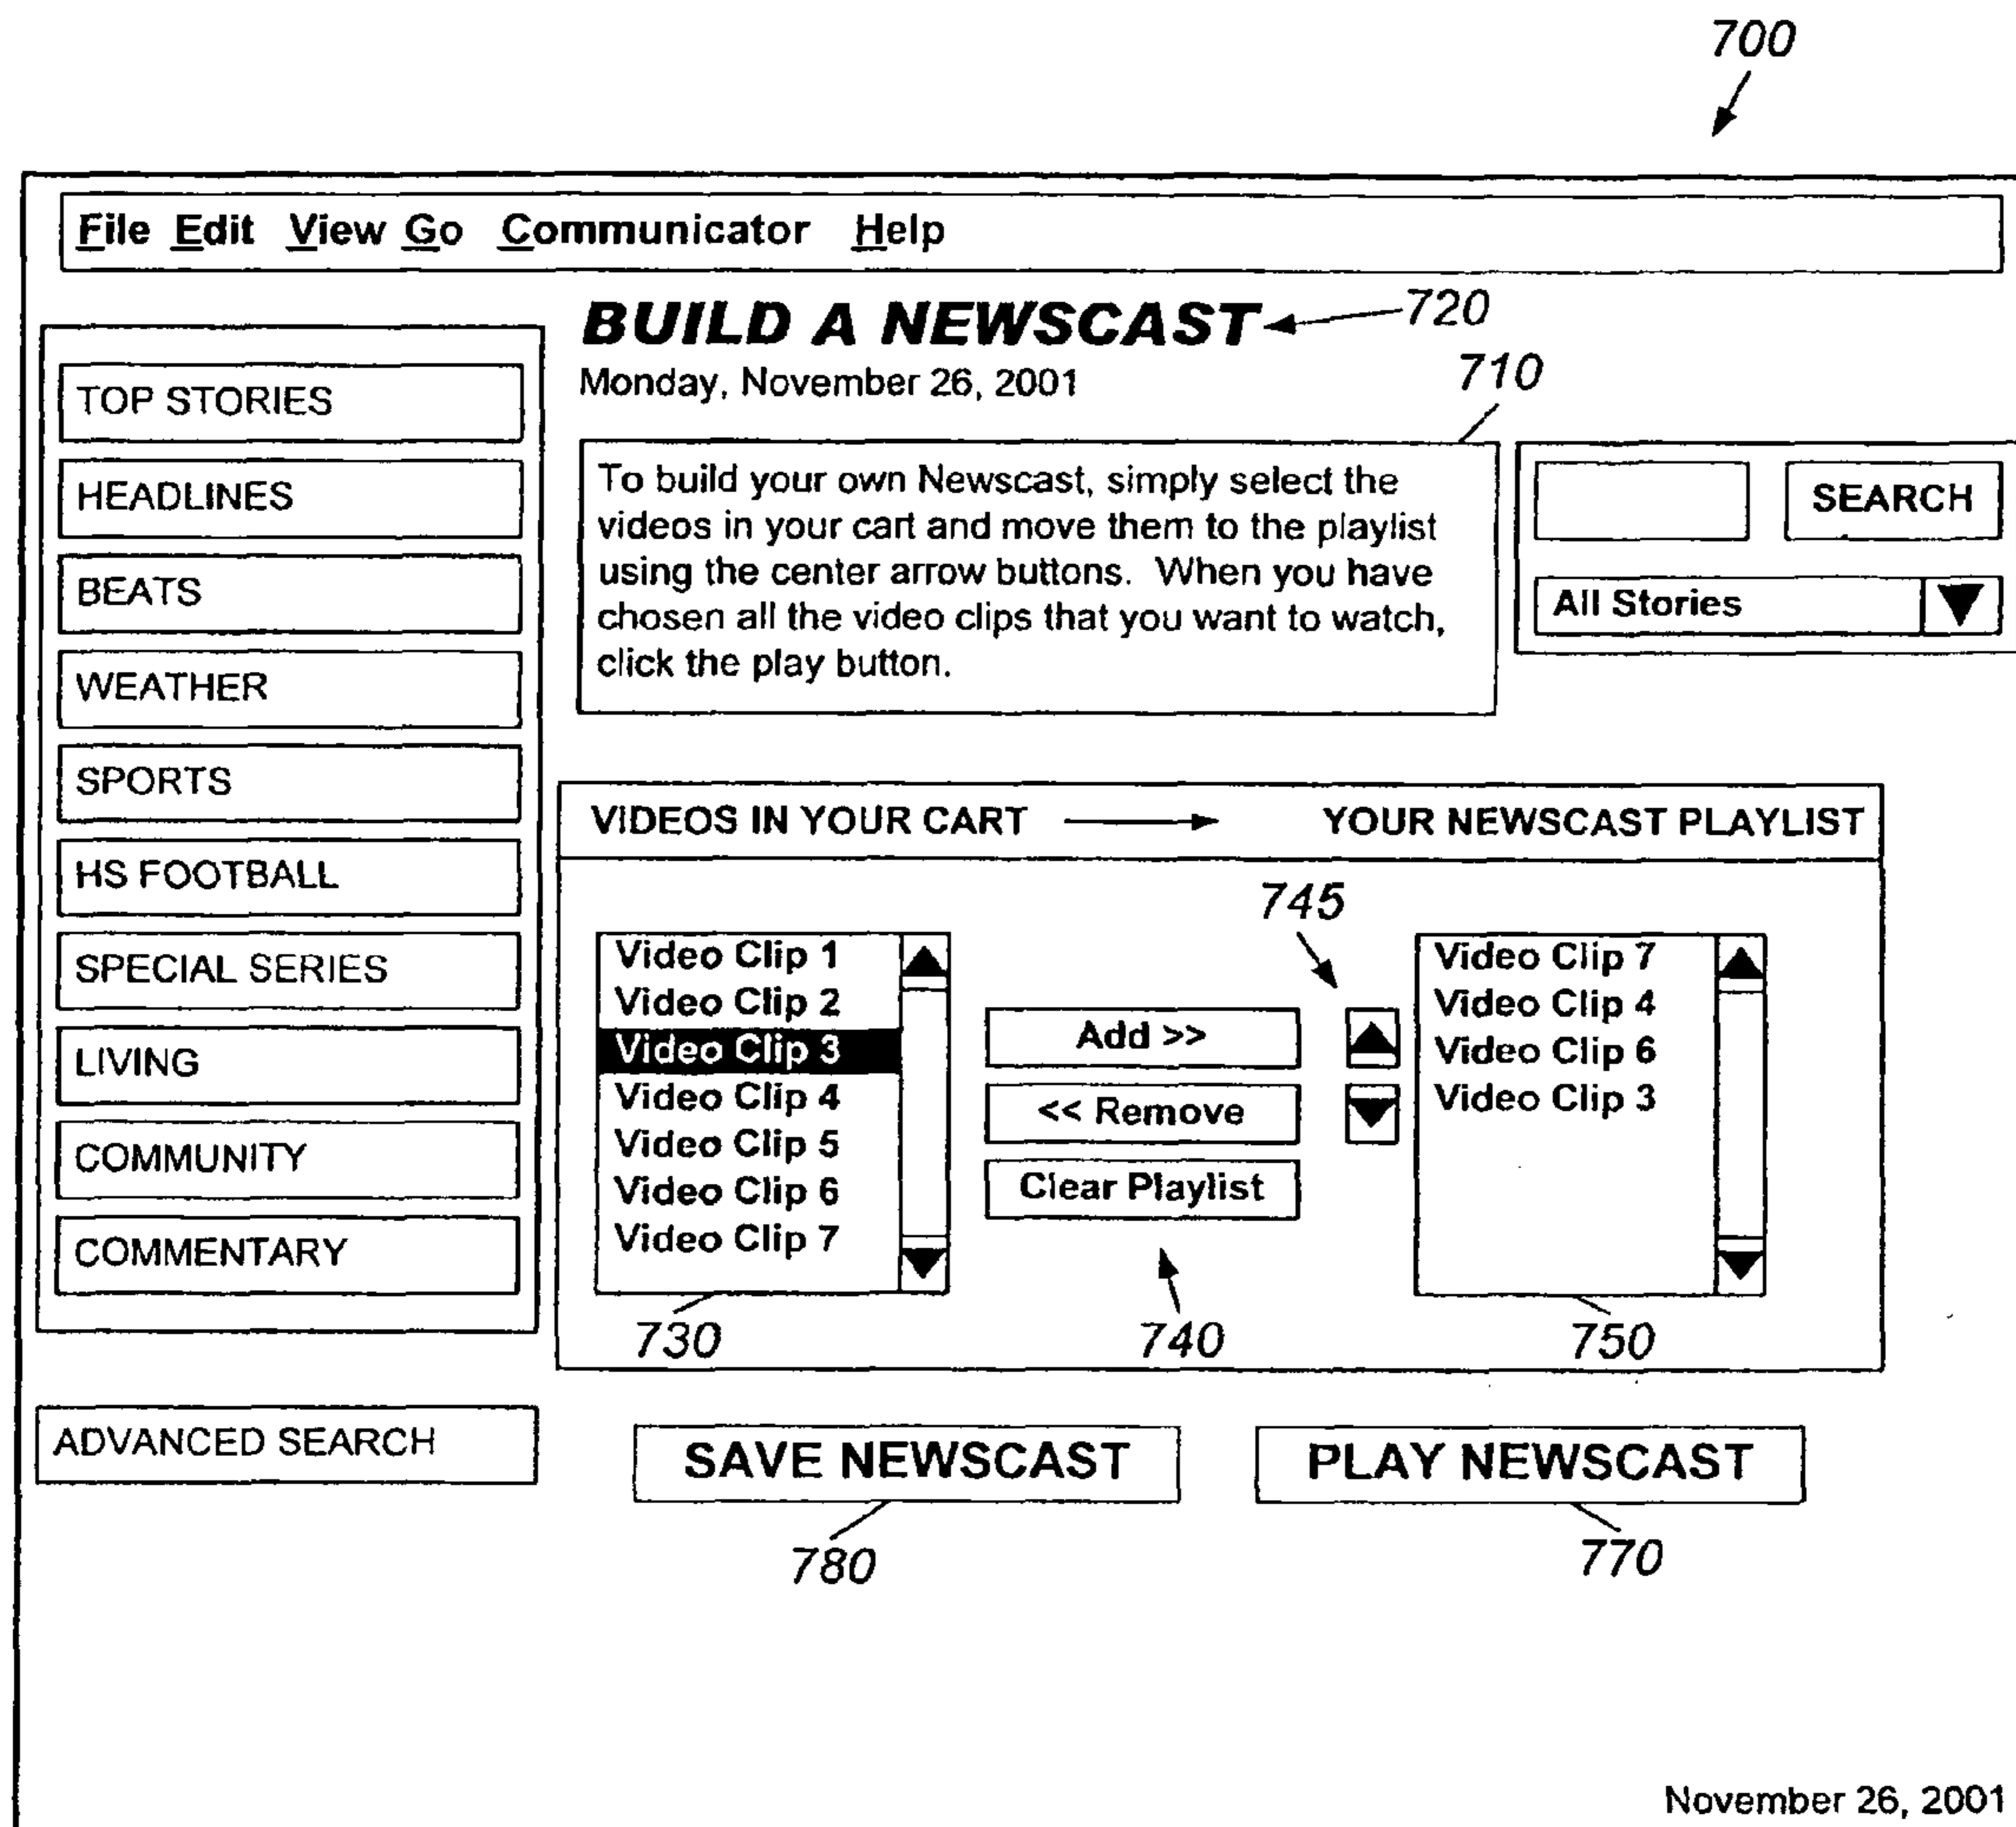 700
File Edit View Go Communicator Help
BUILD A NEWSCAST
720
Monday, November 26, 2001
710
TOP STORIES
HEADLINES
BEATS
WEATHER
SPORTS
HS FOOTBALL
SPECIAL SERIES
LIVING
COMMUNITY
COMMENTARY
ADVANCED SEARCH
To build your own Newscast, simply select the
videos in your cart and move them to the playlist
using the center arrow buttons. When you have
chosen all the video clips that you want to watch,
click the play button.
SEARCH
All Stories
VIDEOS IN YOUR CART
YOUR NEWSCAST PLAYLIST
Video Clip 1
Video Clip 2
Video Clip 3
Video Clip 4
Video Clip 5
Video Clip 6
Video Clip 7
730
Add >>
<< Remove
Clear Playlist
740
745
Video Clip 7
Video Clip 4
Video Clip 6
Video Clip 3
750
SAVE NEWSCAST
780
PLAY NEWSCAST
770
November 26, 2001